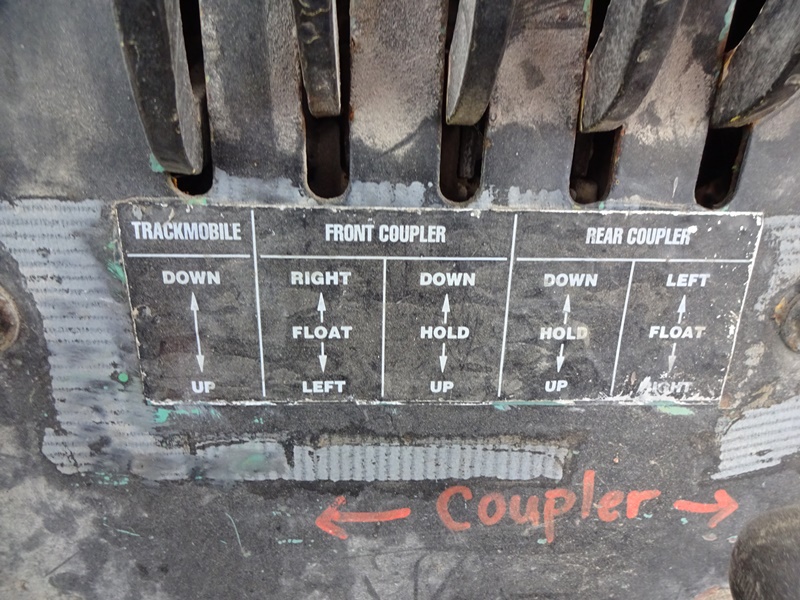 TRACKMOBILE FRONT COUPLER REAR COUPLER
DOWN RIGHT DOWN DOWN LEFT
FLOAT HOLD HOLD FLOAT
UP LEFT UP UP RIGHT
Coupler